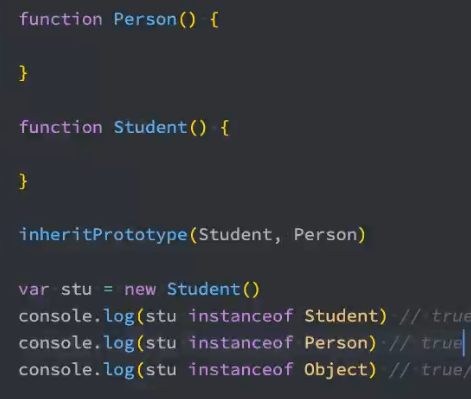 function Person() {
}
function Student() {
}
inheritPrototype(Student, Person)
var stu = new Student()
console.log(stu instanceof Student) // true
console.log(stu instanceof Person) // true
console.log(stu instanceof Object) // true/